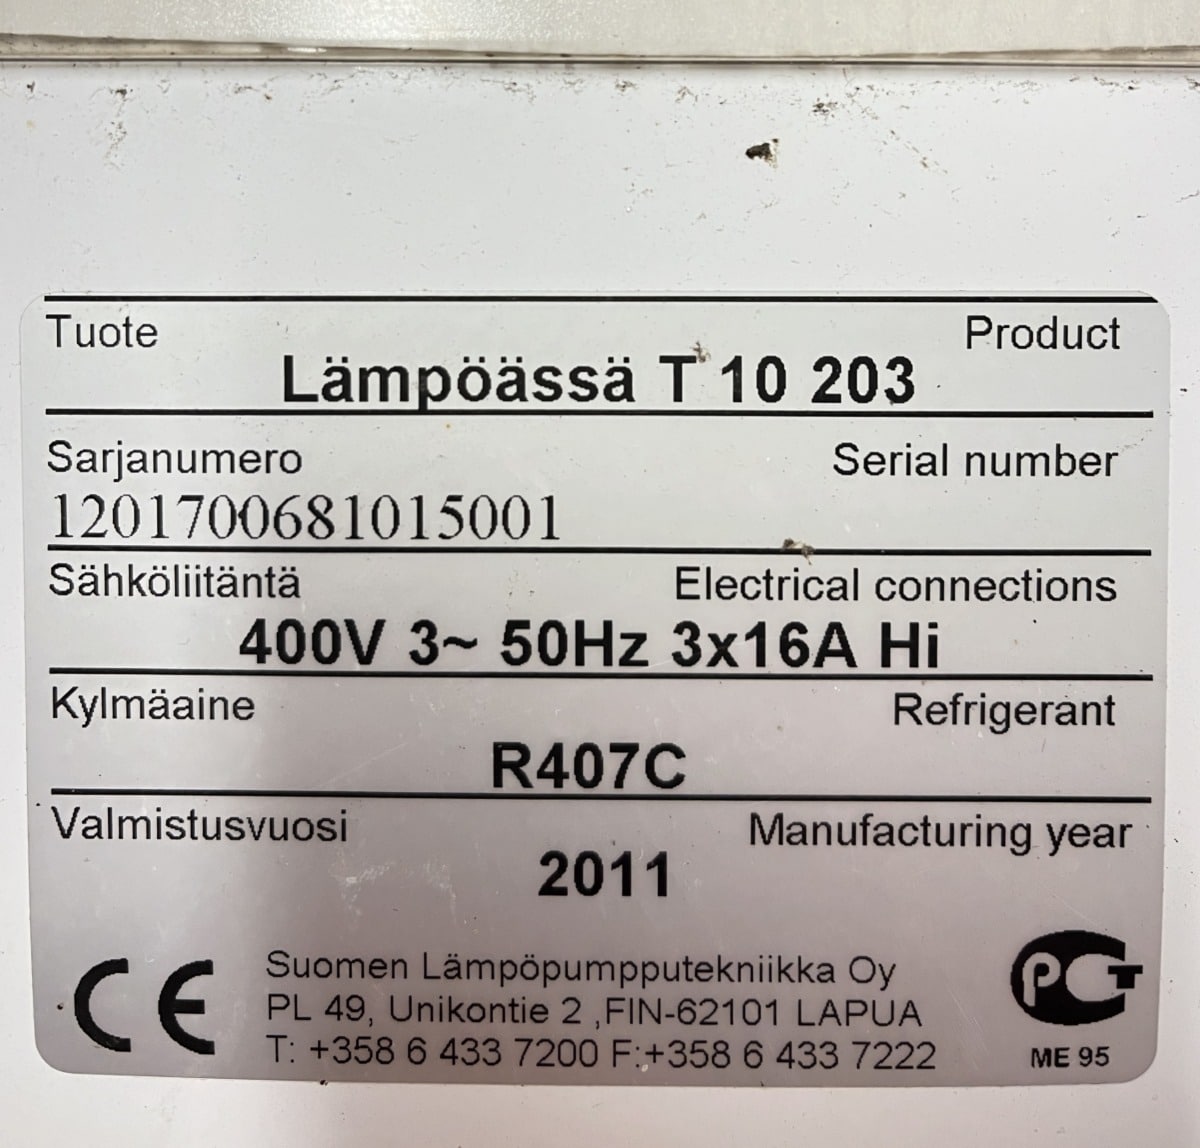 Tuote Product
Lämpöässä T 10 203
Sarjanumero Serial number
1201700681015001
Sähköliitäntä Electrical connections
400V 3~ 50Hz 3x16A Hi
Kylmäaine Refrigerant
R407C
Valmistusvuosi Manufacturing year
2011
CE Suomen Lämpöpumpputekniikka Oy
PL 49, Unikontie 2 ,FIN-62101 LAPUA
T: +358 6 433 7200 F:+358 6 433 7222
PCT
ME 95